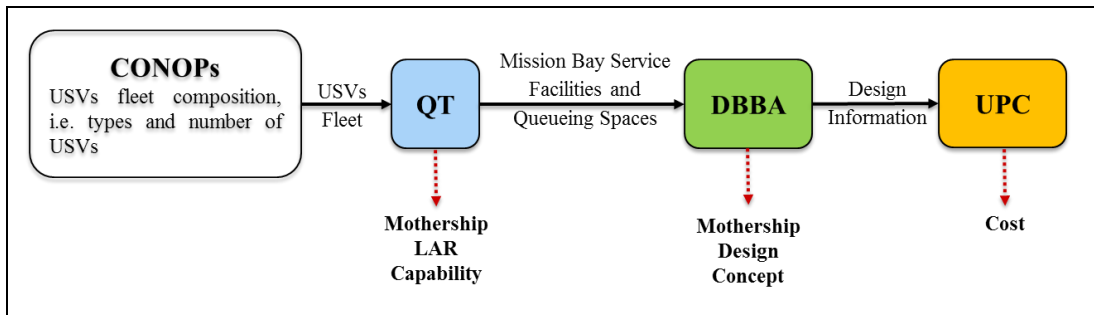 CONOPs
USVs fleet composition,
i.e. types and number of
USVs
USVs
Fleet
QT
Mission Bay Service
Facilities and
Queueing Spaces
DBBA
Design
Information
UPC
Mothership
LAR
Capability
Mothership
Design
Concept
Cost